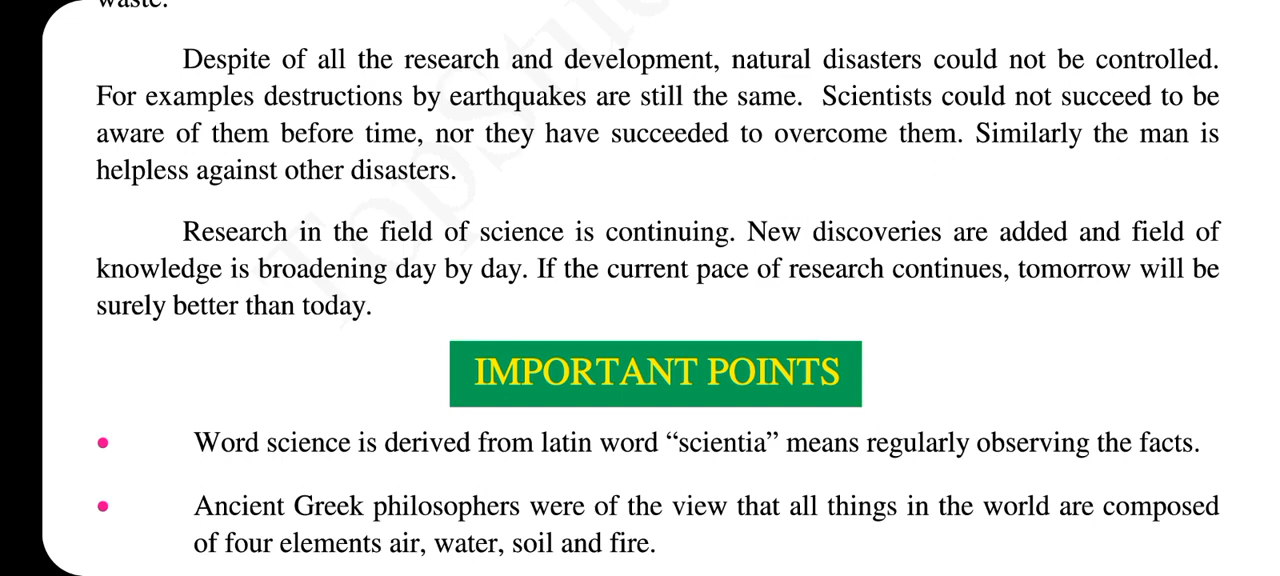 waste.
Despite of all the research and development, natural disasters could not be controlled.
For examples destructions by earthquakes are still the same. Scientists could not succeed to be
aware of them before time, nor they have succeeded to overcome them. Similarly the man is
helpless against other disasters.
Research in the field of science is continuing. New discoveries are added and field of
knowledge is broadening day by day. If the current pace of research continues, tomorrow will be
surely better than today.
IMPORTANT POINTS
• Word science is derived from latin word “scientia” means regularly observing the facts.
• Ancient Greek philosophers were of the view that all things in the world are composed
of four elements air, water, soil and fire.